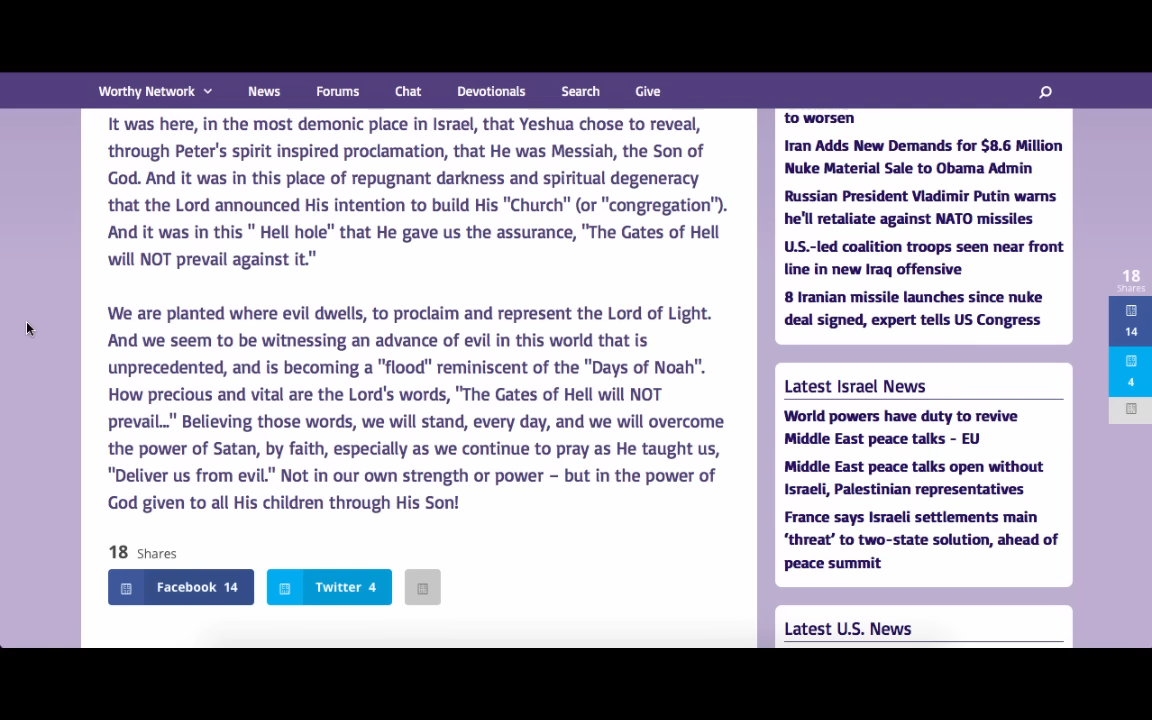 Worthy Network News Forums Chat Devotionals Search Give
It was here, in the most demonic place in Israel, that Yeshua chose to reveal,
through Peter's spirit inspired proclamation, that He was Messiah, the Son of
God. And it was in this place of repugnant darkness and spiritual degeneracy
that the Lord announced His intention to build His "Church" (or "congregation").
And it was in this " Hell hole" that He gave us the assurance, "The Gates of Hell
will NOT prevail against it."
We are planted where evil dwells, to proclaim and represent the Lord of Light.
And we seem to be witnessing an advance of evil in this world that is
unprecedented, and is becoming a "flood" reminiscent of the "Days of Noah".
How precious and vital are the Lord's words, "The Gates of Hell will NOT
prevail..." Believing those words, we will stand, every day, and we will overcome
the power of Satan, by faith, especially as we continue to pray as He taught us,
"Deliver us from evil." Not in our own strength or power – but in the power of
God given to all His children through His Son!
18 Shares
Facebook 14 Twitter 4
to worsen
Iran Adds New Demands for $8.6 Million
Nuke Material Sale to Obama Admin
Russian President Vladimir Putin warns
he'll retaliate against NATO missiles
U.S.-led coalition troops seen near front
line in new Iraq offensive
8 Iranian missile launches since nuke
deal signed, expert tells US Congress
Latest Israel News
World powers have duty to revive
Middle East peace talks - EU
Middle East peace talks open without
Israeli, Palestinian representatives
France says Israeli settlements main
‘threat’ to two-state solution, ahead of
peace summit
Latest U.S. News
18
Shares
14
4